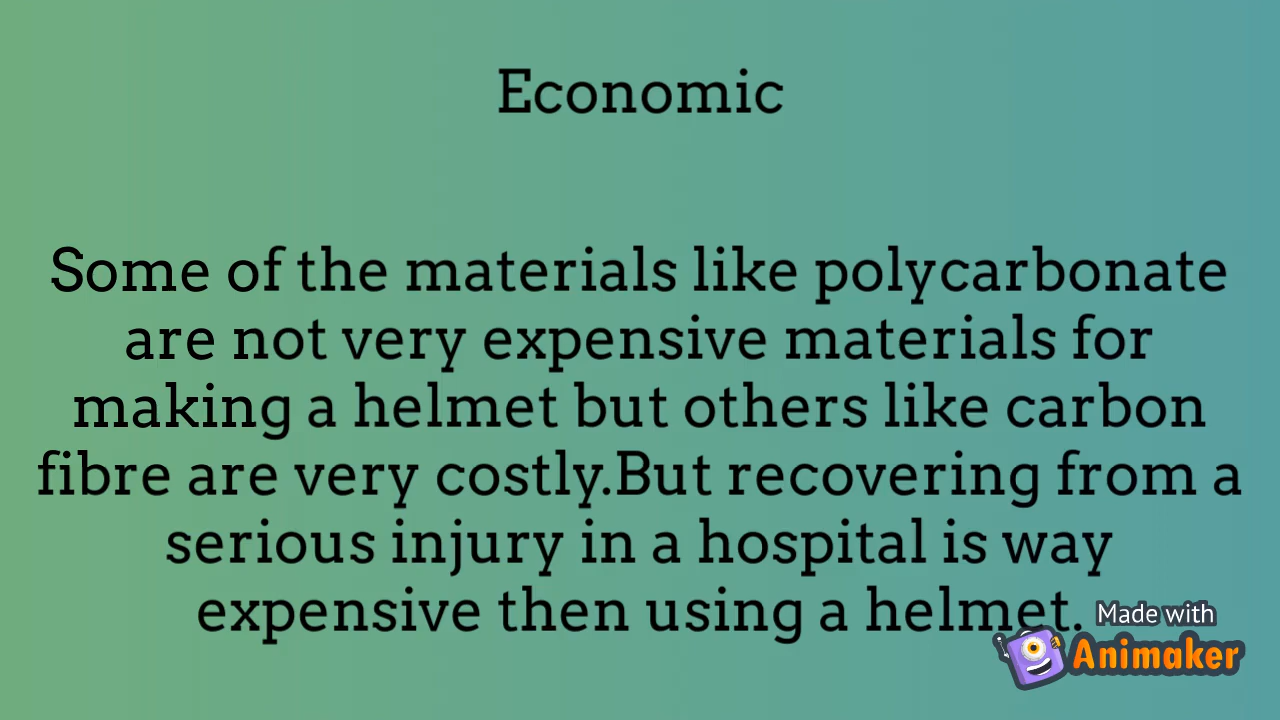 Economic
Some of the materials like polycarbonate
are not very expensive materials for
making a helmet but others like carbon
fibre are very costly.But recovering from a
serious injury in a hospital is way
expensive then using a helmet.
Made with
Animaker